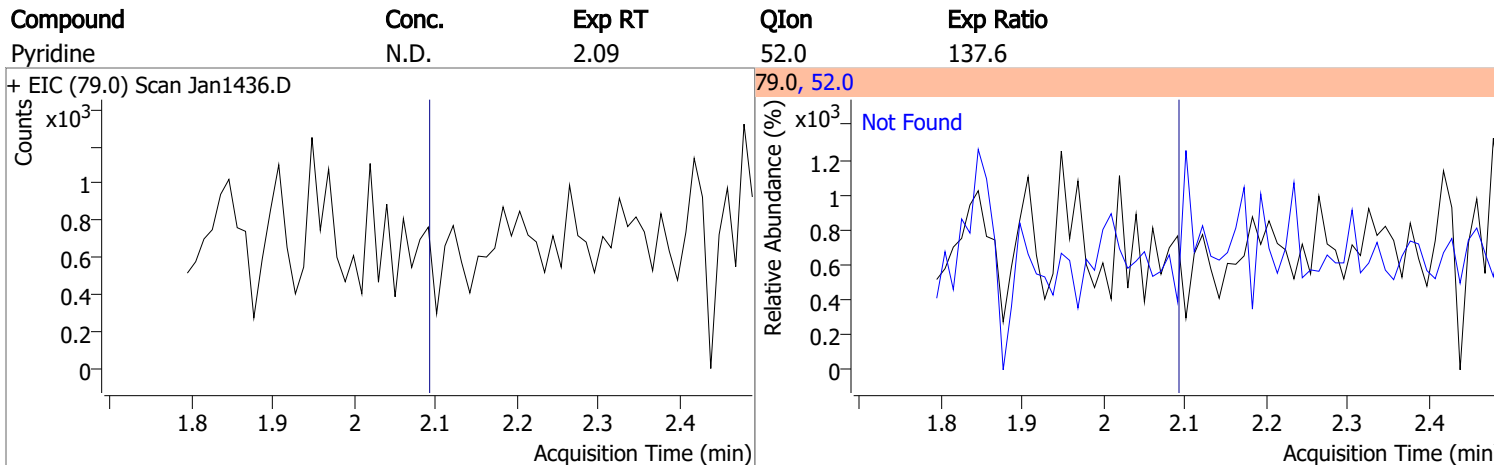 Compound Conc. Exp RT QIon Exp Ratio
Pyridine N.D. 2.09 52.0 137.6
+ EIC (79.0) Scan Jan1436.D
Counts
x10³
1
0.8
0.6
0.4
0.2
0
1.8 1.9 2 2.1 2.2 2.3 2.4
Acquisition Time (min)
79.0, 52.0
Relative Abundance (%)
x10³
Not Found
1.2
1
0.8
0.6
0.4
0.2
0
1.8 1.9 2 2.1 2.2 2.3 2.4
Acquisition Time (min